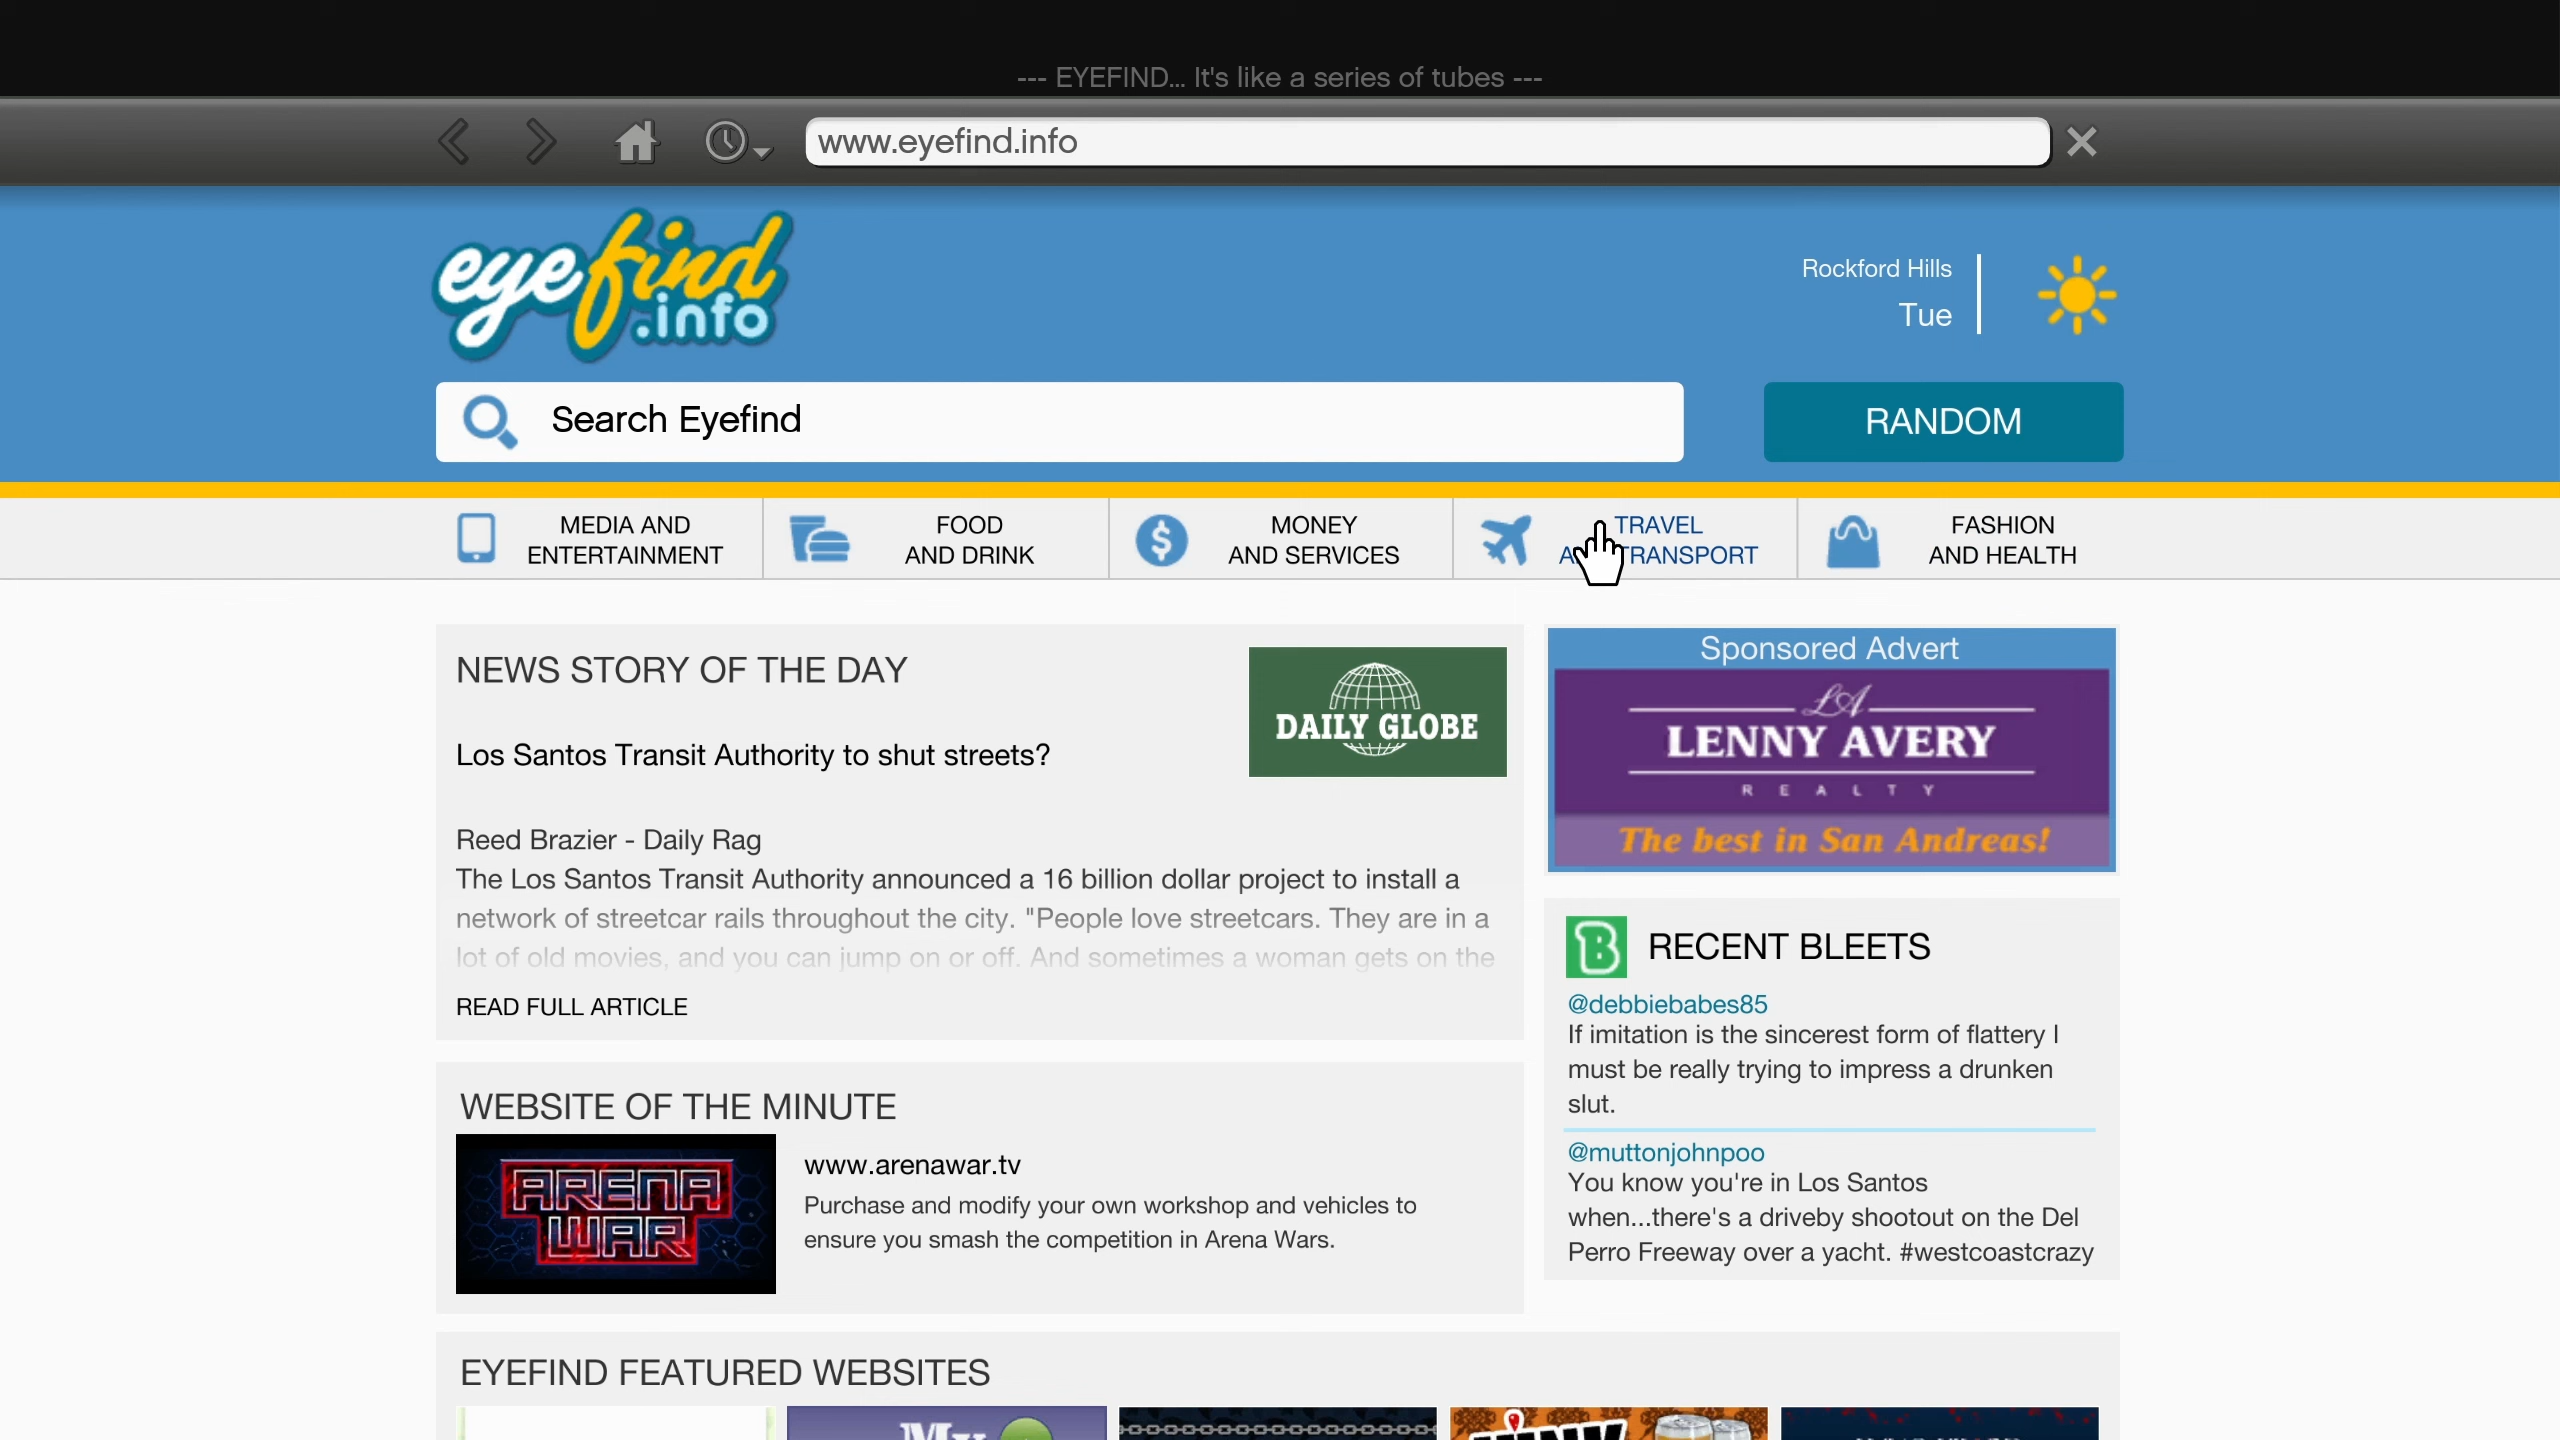 --- EYEFIND... It's like a series of tubes ---
www.eyefind.info
eyefind
.info
Rockford Hills
Tue
Search Eyefind
RANDOM
MEDIA AND
ENTERTAINMENT
FOOD
AND DRINK
MONEY
AND SERVICES
TRAVEL
TRANSPORT
FASHION
AND HEALTH
NEWS STORY OF THE DAY
DAILY GLOBE
Los Santos Transit Authority to shut streets?
Reed Brazier - Daily Rag
The Los Santos Transit Authority announced a 16 billion dollar project to install a
network of streetcar rails throughout the city. "People love streetcars. They are in a
lot of old movies, and you can jump on or off. And sometimes a woman gets on the
READ FULL ARTICLE
Sponsored Advert
LA
LENNY AVERY
REALTY
The best in San Andreas!
RECENT BLEETS
@debbiebabes85
If imitation is the sincerest form of flattery I
must be really trying to impress a drunken
slut.
@muttonjohnpoo
You know you're in Los Santos
when...there's a driveby shootout on the Del
Perro Freeway over a yacht. #westcoastcrazy
WEBSITE OF THE MINUTE
ARENA
WAR
www.arenawar.tv
Purchase and modify your own workshop and vehicles to
ensure you smash the competition in Arena Wars.
EYEFIND FEATURED WEBSITES